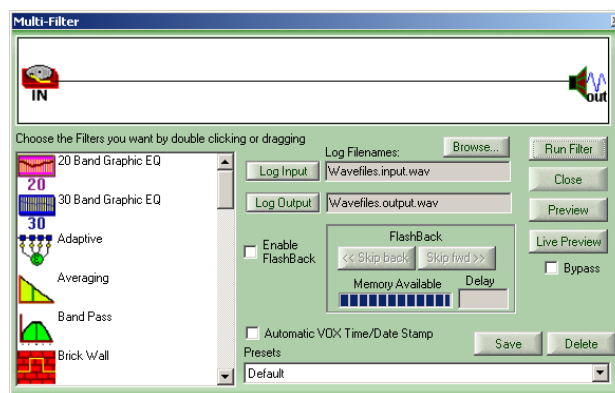 Multi-Filter
IN
out
Choose the Filters you want by double clicking or dragging
20 Band Graphic EQ
20
30 Band Graphic EQ
30
Adaptive
Averaging
Band Pass
Brick Wall
Log Filenames:
Browse...
Log Input
Wavefiles.input.wav
Log Output
Wavefiles.output.wav
Enable
FlashBack
FlashBack
<< Skip back
Skip fwd >>
Memory Available
Delay
Automatic VOX Time/Date Stamp
Presets
Default
Save
Delete
Run Filter
Close
Preview
Live Preview
Bypass